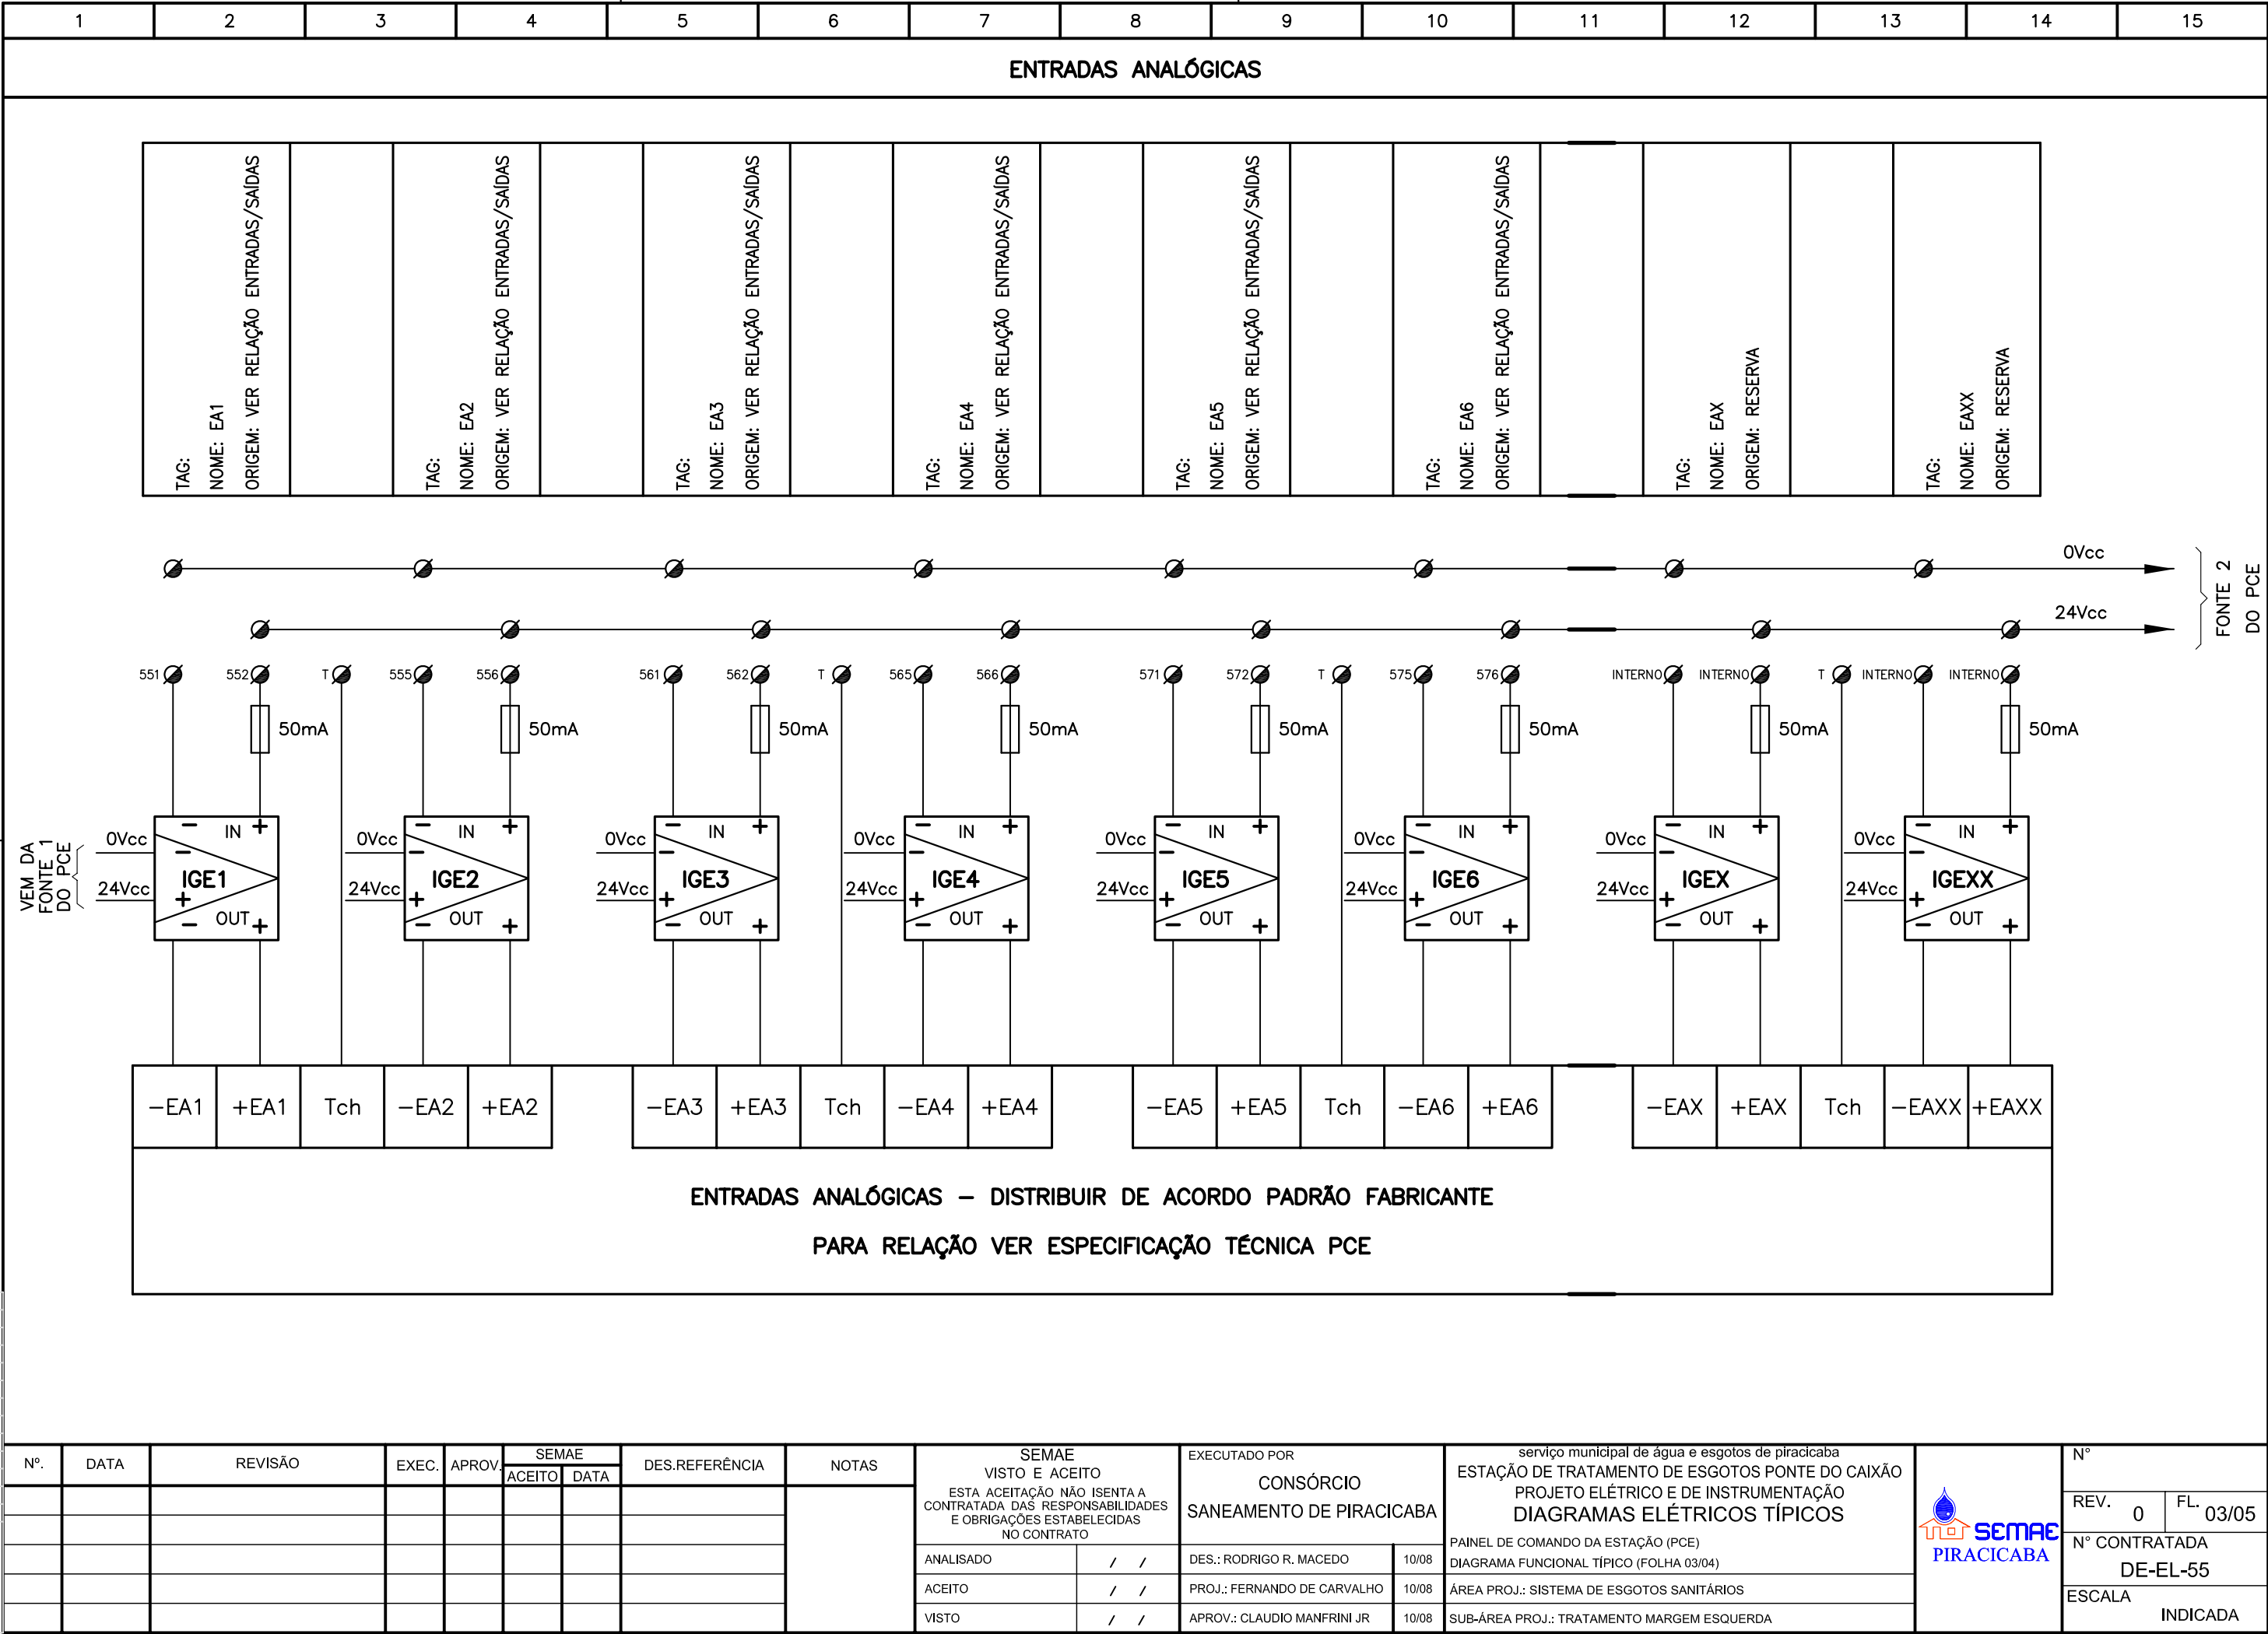 1 2 3 4 5 6 7 8 9 10 11 12 13 14 15
ENTRADAS ANALÓGICAS
TAG:
NOME: EA1
ORIGEM: VER RELAÇÃO ENTRADAS/SAÍDAS
TAG:
NOME: EA2
ORIGEM: VER RELAÇÃO ENTRADAS/SAÍDAS
TAG:
NOME: EA3
ORIGEM: VER RELAÇÃO ENTRADAS/SAÍDAS
TAG:
NOME: EA4
ORIGEM: VER RELAÇÃO ENTRADAS/SAÍDAS
TAG:
NOME: EA5
ORIGEM: VER RELAÇÃO ENTRADAS/SAÍDAS
TAG:
NOME: EA6
ORIGEM: VER RELAÇÃO ENTRADAS/SAÍDAS
TAG:
NOME: EAX
ORIGEM: RESERVA
TAG:
NOME: EAXX
ORIGEM: RESERVA
0Vcc
24Vcc
FONTE 2
DO PCE
551 552 T 555 556 561 562 T 565 566 571 572 T 575 576 INTERNO INTERNO T INTERNO INTERNO
50mA 50mA 50mA 50mA 50mA 50mA 50mA 50mA
VEM DA
FONTE 1
DO PCE
− IN + − IN + − IN + − IN + − IN + − IN + − IN + − IN +
0Vcc − 0Vcc − 0Vcc − 0Vcc − 0Vcc − 0Vcc − 0Vcc − 0Vcc −
IGE1 IGE2 IGE3 IGE4 IGE5 IGE6 IGEX IGEXX
24Vcc + 24Vcc + 24Vcc + 24Vcc + 24Vcc + 24Vcc + 24Vcc + 24Vcc +
− OUT + − OUT + − OUT + − OUT + − OUT + − OUT + − OUT + − OUT +
−EA1 +EA1 Tch −EA2 +EA2 −EA3 +EA3 Tch −EA4 +EA4 −EA5 +EA5 Tch −EA6 +EA6 −EAX +EAX Tch −EAXX +EAXX
ENTRADAS ANALÓGICAS − DISTRIBUIR DE ACORDO PADRÃO FABRICANTE
PARA RELAÇÃO VER ESPECIFICAÇÃO TÉCNICA PCE
Nº. DATA REVISÃO EXEC. APROV. SEMAE DES.REFERÊNCIA NOTAS
ACEITO DATA
SEMAE
VISTO E ACEITO
ESTA ACEITAÇÃO NÃO ISENTA A
CONTRATADA DAS RESPONSABILIDADES
E OBRIGAÇÕES ESTABELECIDAS
NO CONTRATO
ANALISADO / /
ACEITO / /
VISTO / /
EXECUTADO POR
CONSÓRCIO
SANEAMENTO DE PIRACICABA
DES.: RODRIGO R. MACEDO 10/08
PROJ.: FERNANDO DE CARVALHO 10/08
APROV.: CLAUDIO MANFRINI JR 10/08
serviço municipal de água e esgotos de piracicaba
ESTAÇÃO DE TRATAMENTO DE ESGOTOS PONTE DO CAIXÃO
PROJETO ELÉTRICO E DE INSTRUMENTAÇÃO
DIAGRAMAS ELÉTRICOS TÍPICOS
PAINEL DE COMANDO DA ESTAÇÃO (PCE)
DIAGRAMA FUNCIONAL TÍPICO (FOLHA 03/04)
ÁREA PROJ.: SISTEMA DE ESGOTOS SANITÁRIOS
SUB-ÁREA PROJ.: TRATAMENTO MARGEM ESQUERDA
SEMAE
PIRACICABA
N°
REV. 0 FL. 03/05
N° CONTRATADA
DE-EL-55
ESCALA
INDICADA